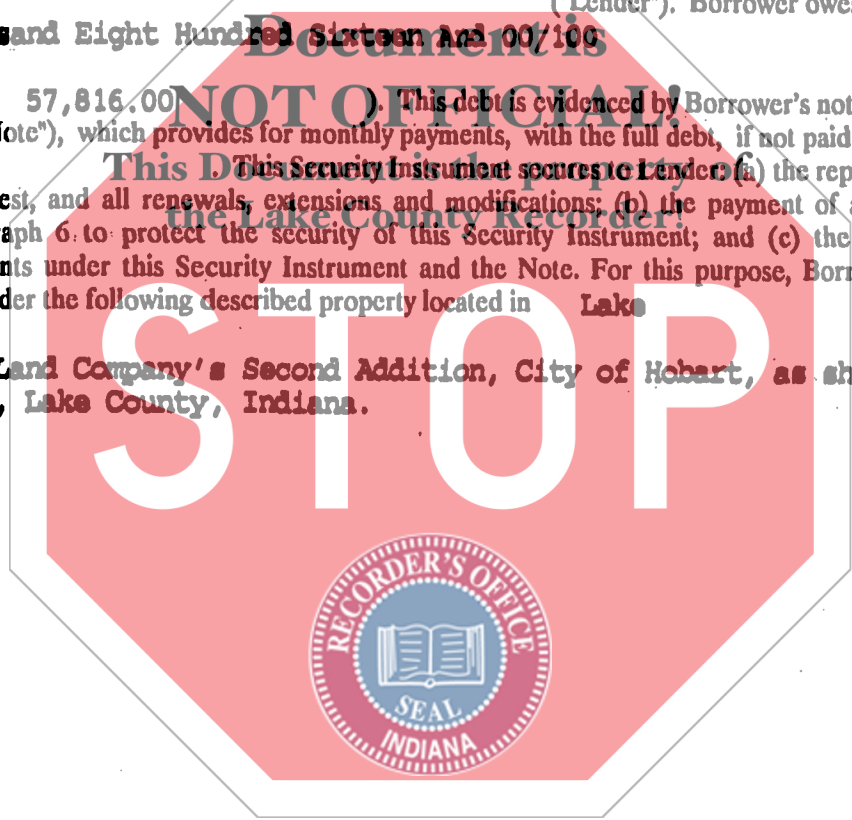 ("Lender"). Borrower owe
sand Eight Hundred Sixteen And 00/100
Document is
57,816.00 ). This debt is evidenced by Borrower's not
NOT OFFICIAL!
ote"), which provides for monthly payments, with the full debt, if not paid
This Document is the property of
. This Security Instrument secures to Lender: (a) the rep
est, and all renewals, extensions and modifications; (b) the payment of a
the Lake County Recorder!
aph 6 to protect the security of this Security Instrument; and (c) the
nts under this Security Instrument and the Note. For this purpose, Borr
der the following described property located in Lake
Land Company's Second Addition, City of Hobart, as sh
, Lake County, Indiana.
STOP
RECORDER'S OFFICE
SEAL
INDIANA